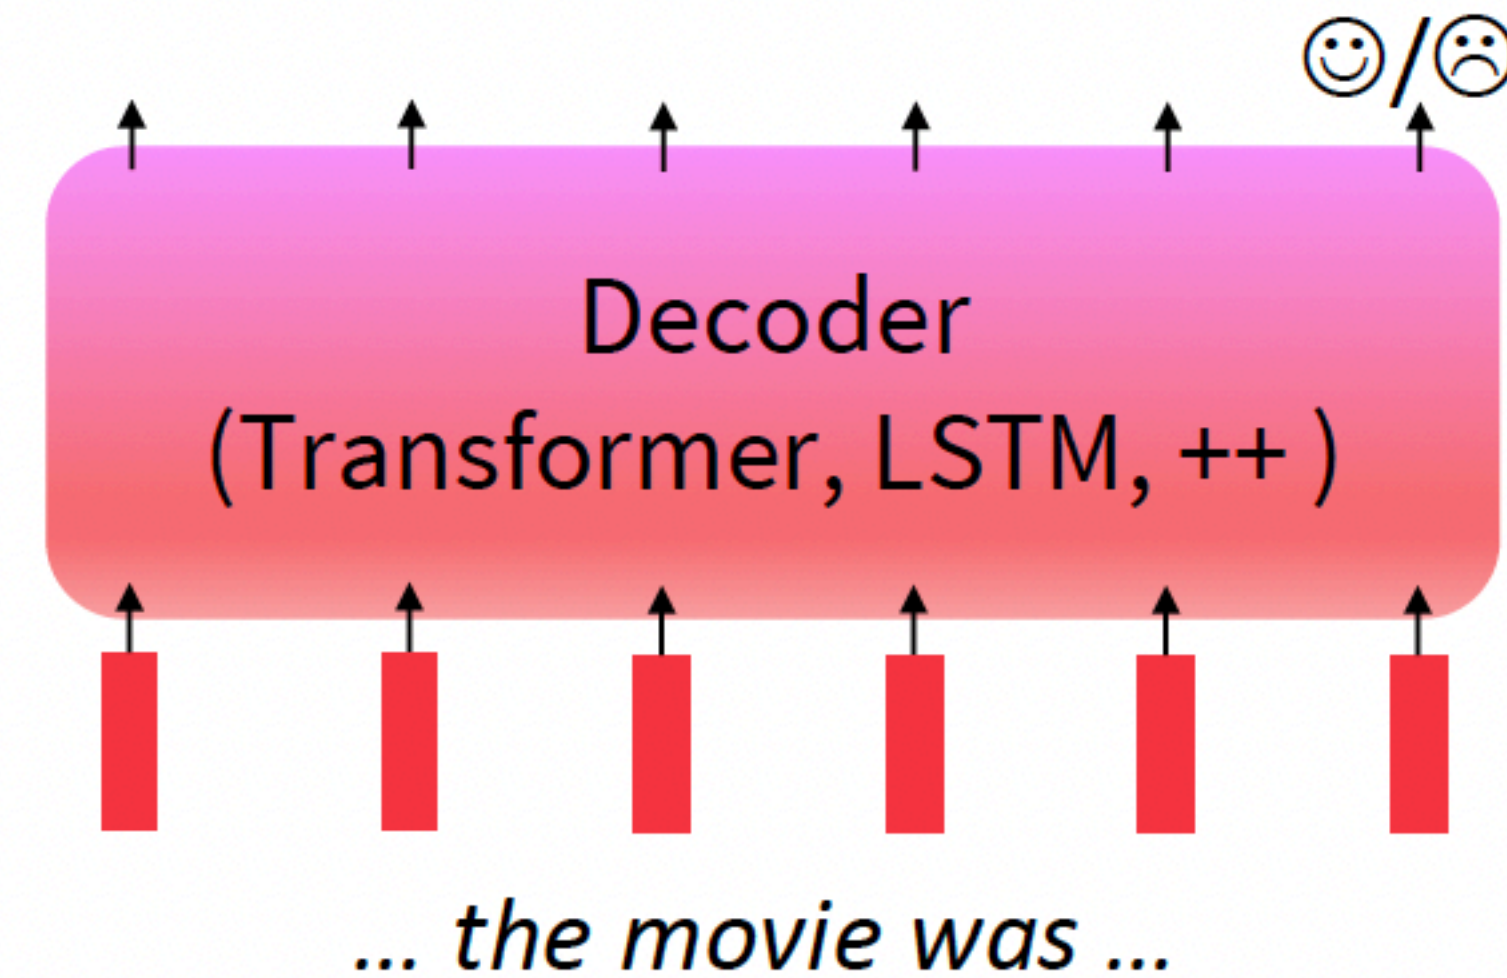 ☺/☹
Decoder
(Transformer, LSTM, ++ )
... the movie was ...